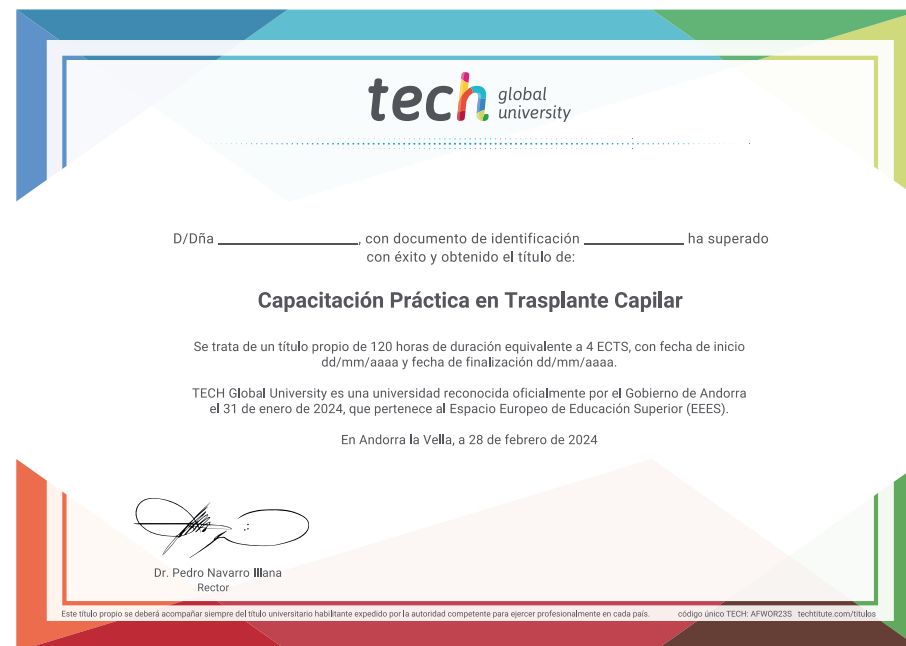 tech global university
D/Dña ____________________, con documento de identificación ______________ ha superado
con éxito y obtenido el título de:
Capacitación Práctica en Trasplante Capilar
Se trata de un título propio de 120 horas de duración equivalente a 4 ECTS, con fecha de inicio
dd/mm/aaaa y fecha de finalización dd/mm/aaaa.
TECH Global University es una universidad reconocida oficialmente por el Gobierno de Andorra
el 31 de enero de 2024, que pertenece al Espacio Europeo de Educación Superior (EEES).
En Andorra la Vella, a 28 de febrero de 2024
Dr. Pedro Navarro Illana
Rector
Este título propio se deberá acompañar siempre del título universitario habilitante expedido por la autoridad competente para ejercer profesionalmente en cada país. código único TECH: AFWOR23S techtitute.com/titulos